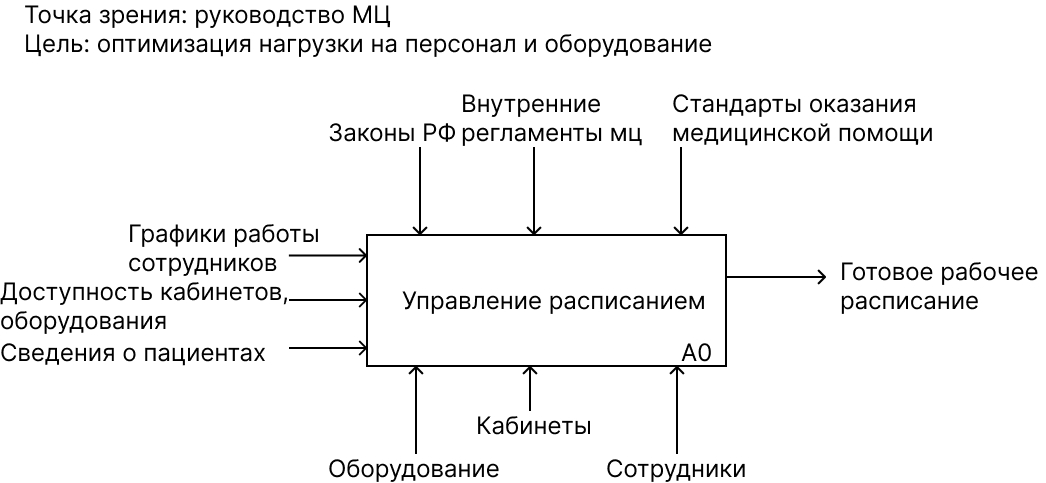 Точка зрения: руководство МЦ
Цель: оптимизация нагрузки на персонал и оборудование
Законы РФ
Внутренние
регламенты мц
Стандарты оказания
медицинской помощи
Графики работы
сотрудников
Доступность кабинетов,
оборудования
Сведения о пациентах
Управление расписанием
А0
Готовое рабочее
расписание
Кабинеты
Оборудование
Сотрудники